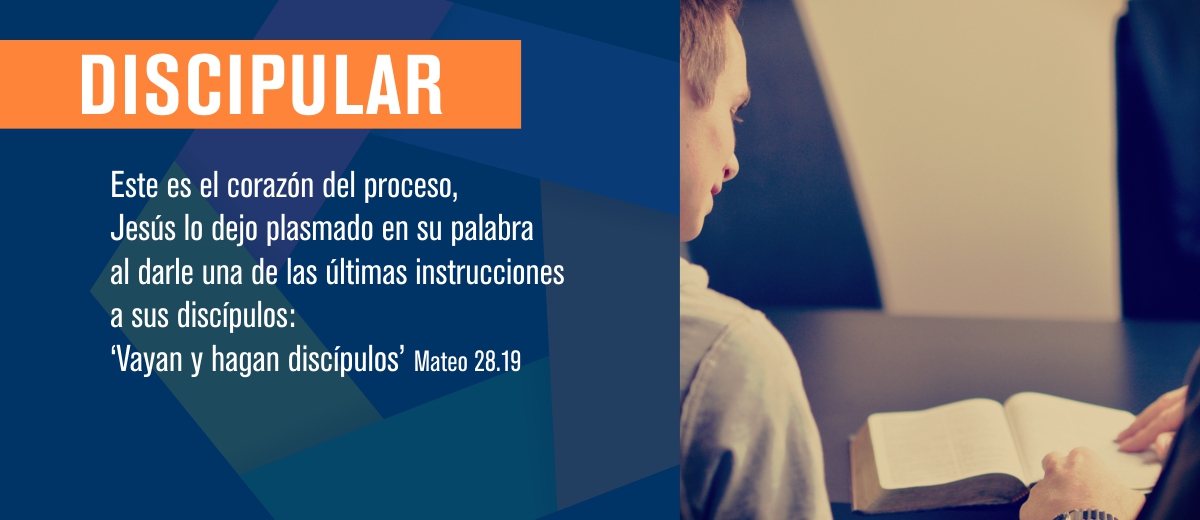 DISCIPULAR
Este es el corazón del proceso,
Jesús lo dejo plasmado en su palabra
al darle una de las últimas instrucciones
a sus discípulos:
‘Vayan y hagan discípulos’ Mateo 28.19